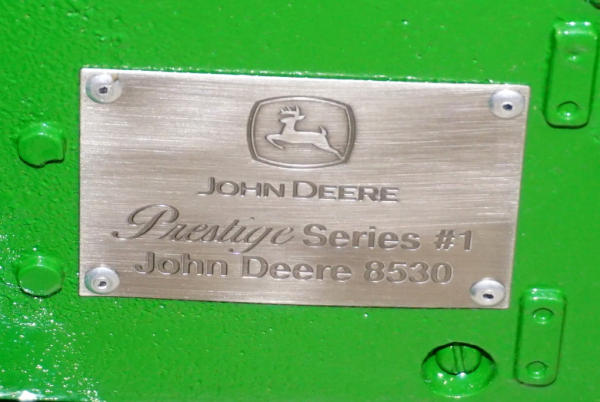 JOHN DEERE
Prestige Series #1
John Deere 8530